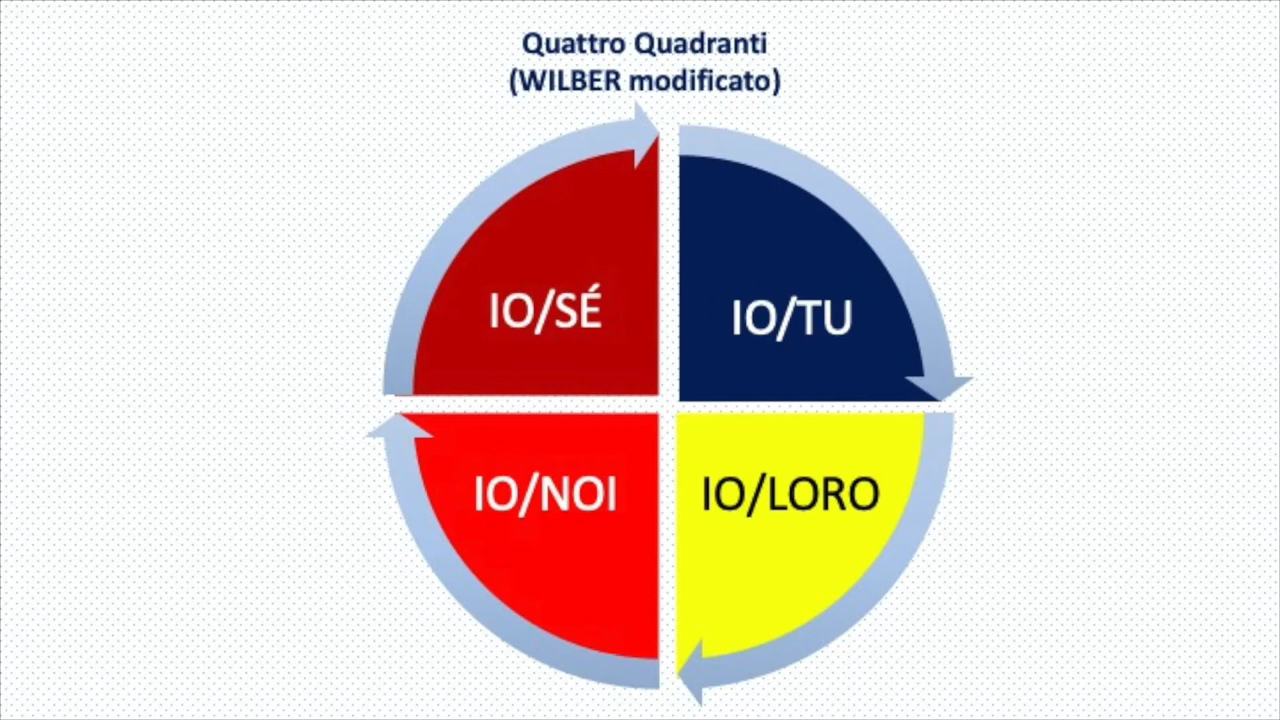 Quattro Quadranti
(WILBER modificato)
IO/SÉ
IO/TU
IO/NOI
IO/LORO